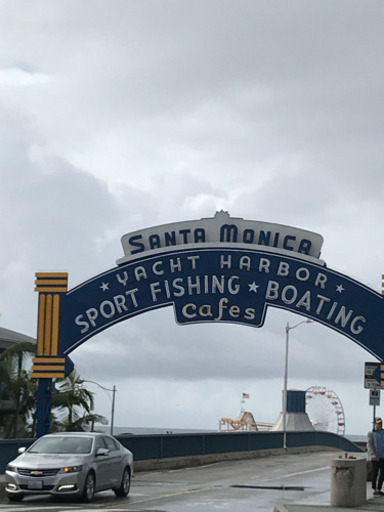 SANTA MONICA
YACHT HARBOR
SPORT FISHING ★ BOATING
Cafes